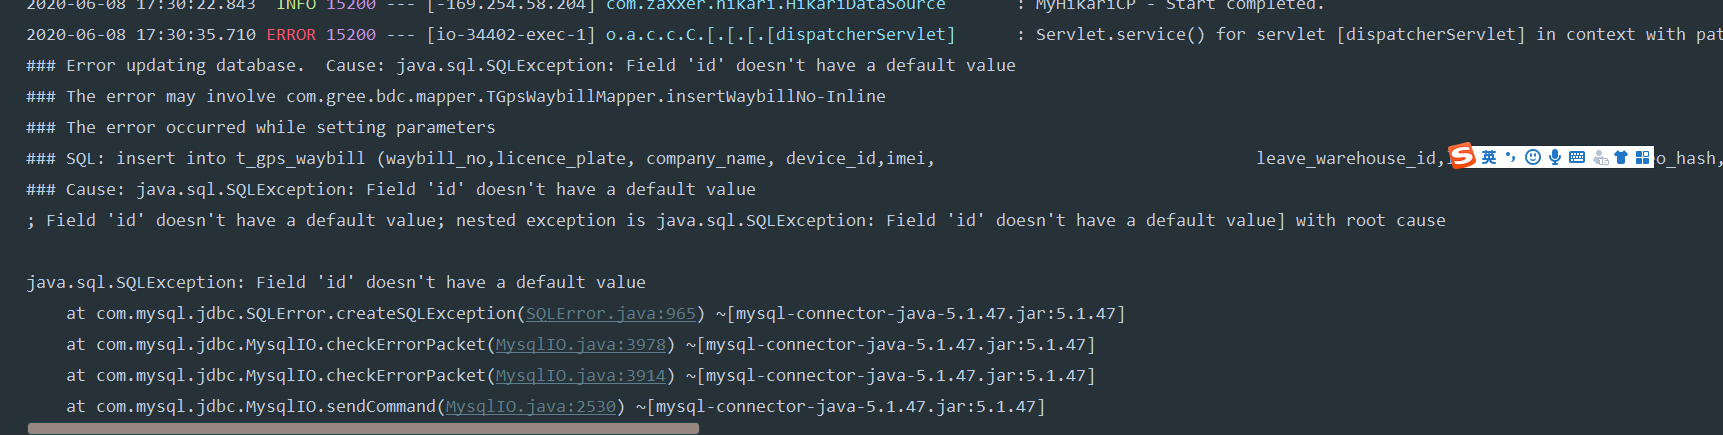 2020-06-08 17:30:22.843  INFO 15200 --- [-169.254.58.204] com.zaxxer.hikari.HikariDataSource       : MyHikariCP - Start completed.
2020-06-08 17:30:35.710 ERROR 15200 --- [io-34402-exec-1] o.a.c.c.C.[.[.[.[dispatcherServlet]      : Servlet.service() for servlet [dispatcherServlet] in context with pat
### Error updating database.  Cause: java.sql.SQLException: Field 'id' doesn't have a default value
### The error may involve com.gree.bdc.mapper.TGpsWaybillMapper.insertWaybillNo-Inline
### The error occurred while setting parameters
### SQL: insert into t_gps_waybill (waybill_no,licence_plate, company_name, device_id,imei,                                leave_warehouse_id, 英 o_hash,
### Cause: java.sql.SQLException: Field 'id' doesn't have a default value
; Field 'id' doesn't have a default value; nested exception is java.sql.SQLException: Field 'id' doesn't have a default value] with root cause
java.sql.SQLException: Field 'id' doesn't have a default value
    at com.mysql.jdbc.SQLError.createSQLException(SQLError.java:965) ~[mysql-connector-java-5.1.47.jar:5.1.47]
    at com.mysql.jdbc.MysqlIO.checkErrorPacket(MysqlIO.java:3978) ~[mysql-connector-java-5.1.47.jar:5.1.47]
    at com.mysql.jdbc.MysqlIO.checkErrorPacket(MysqlIO.java:3914) ~[mysql-connector-java-5.1.47.jar:5.1.47]
    at com.mysql.jdbc.MysqlIO.sendCommand(MysqlIO.java:2530) ~[mysql-connector-java-5.1.47.jar:5.1.47]